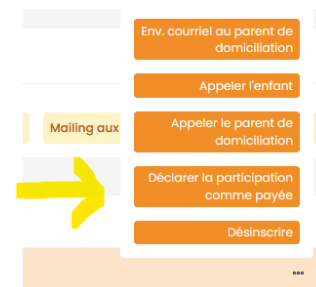 Env. courriel au parent de
domiciliation
Appeler l'enfant
Mailing aux
Appeler le parent de
domiciliation
Déclarer la participation
comme payée
Désinscrire